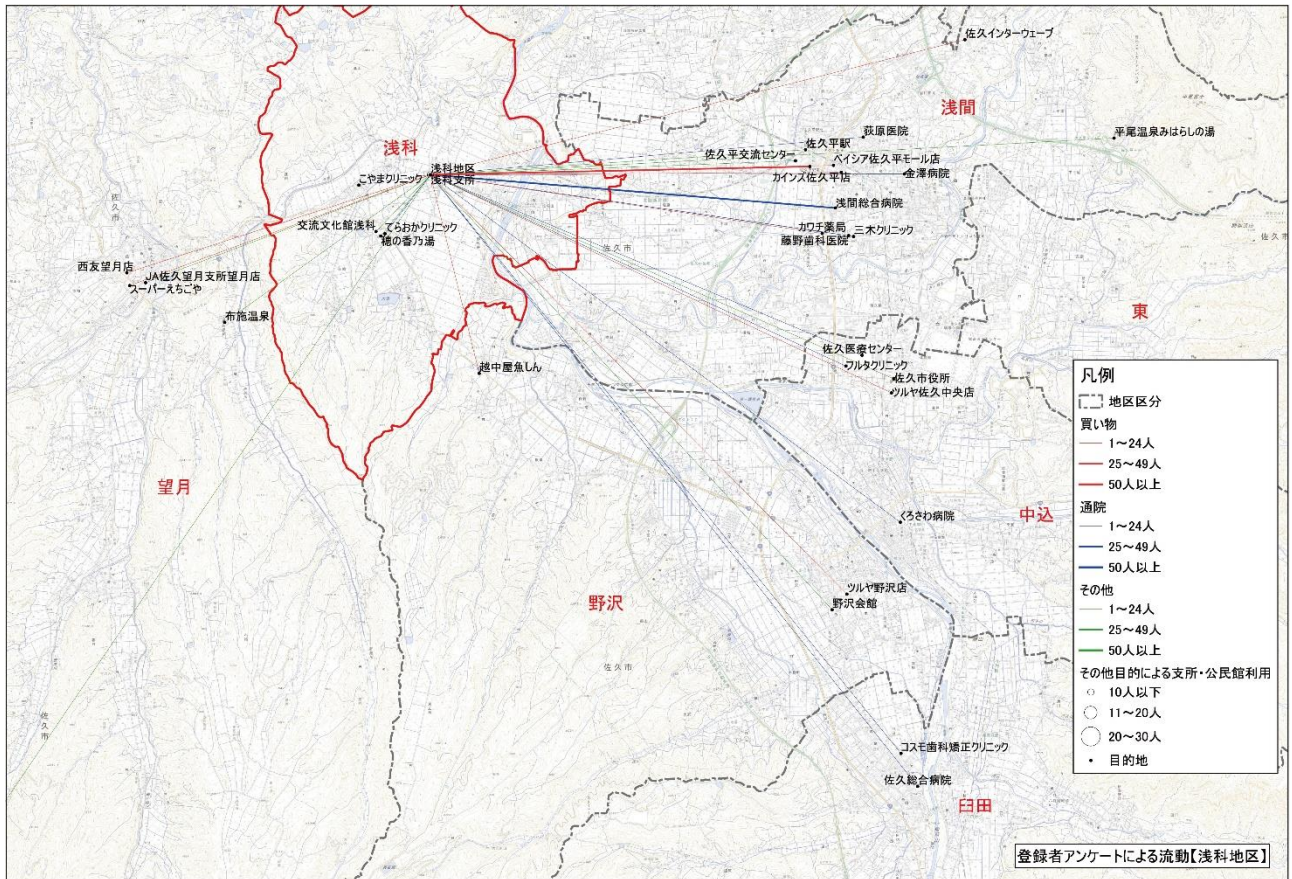 佐久インターウェーブ
浅間
荻原医院
平尾温泉みはらしの湯
佐久平駅
浅科
佐久平交流センター
ベイシア佐久平モール店
浅科地区
浅科支所
カインズ佐久平店
金澤病院
こやまクリニック
浅間総合病院
佐久市
交流文化館浅科
てらおかクリニック
穂の香乃湯
カワチ薬局
藤野歯科医院
三木クリニック
佐久市
佐久市
西友望月店
JA佐久望月支所望月店
スーパーえちごや
布施温泉
東
佐久医療センター
フルタクリニック
越中屋魚しん
佐久市役所
ツルヤ佐久中央店
望月
くろさわ病院
中込
ツルヤ野沢店
野沢
野沢会館
佐久市
佐久市
コスモ歯科矯正クリニック
佐久総合病院
臼田
凡例
地区区分
買い物
1～24人
25～49人
50人以上
通院
1～24人
25～49人
50人以上
その他
1～24人
25～49人
50人以上
その他目的による支所・公民館利用
10人以下
11～20人
20～30人
目的地
登録者アンケートによる流動【浅科地区】